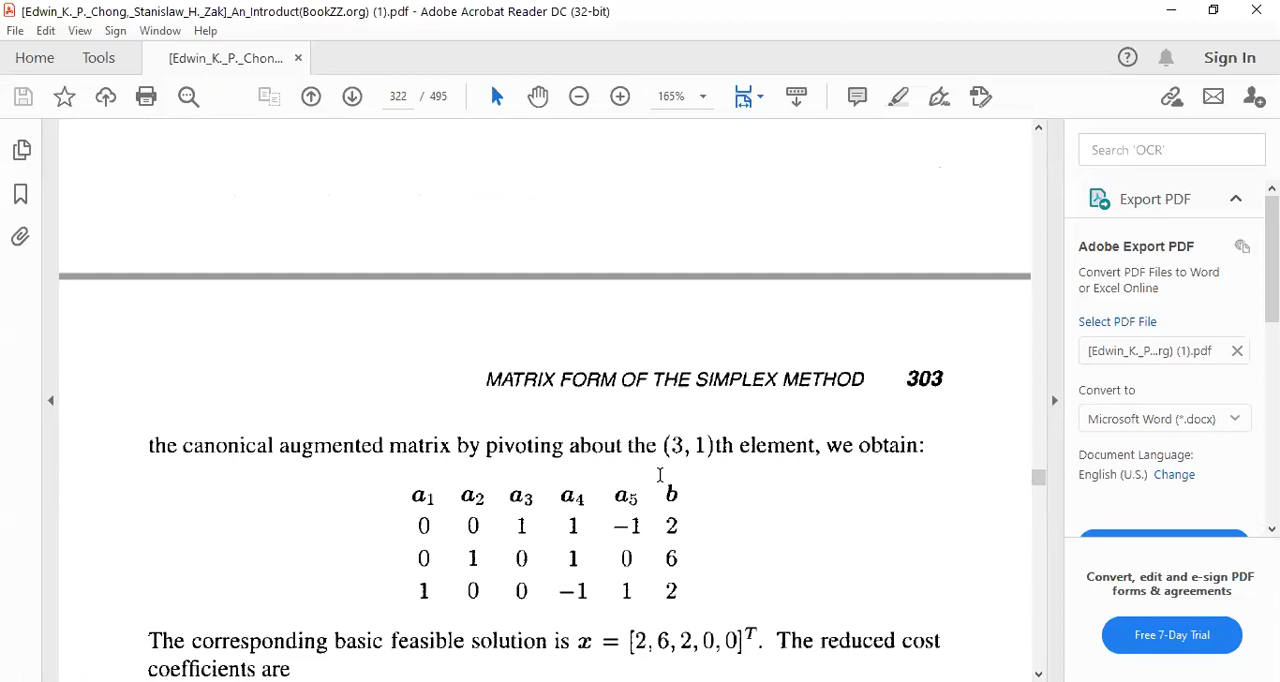 [Edwin_K._P._Chong,_Stanislaw_H._Zak]_An_Introduct(BookZZ.org) (1).pdf - Adobe Acrobat Reader DC (32-bit)
File Edit View Sign Window Help
Home Tools [Edwin_K._P._Chon... × Sign In
322 / 495 165%
Search 'OCR'
Export PDF
Adobe Export PDF
Convert PDF Files to Word
or Excel Online
Select PDF File
[Edwin_K._P...rg) (1).pdf
Convert to
Microsoft Word (*.docx)
Document Language:
English (U.S.) Change
Convert, edit and e-sign PDF
forms & agreements
Free 7-Day Trial
MATRIX FORM OF THE SIMPLEX METHOD 303
the canonical augmented matrix by pivoting about the (3, 1)th element, we obtain:
a₁ a₂ a₃ a₄ a₅ b
0 0 1 1 −1 2
0 1 0 1 0 6
1 0 0 −1 1 2
The corresponding basic feasible solution is x = [2, 6, 2, 0, 0]ᵀ. The reduced cost
coefficients are